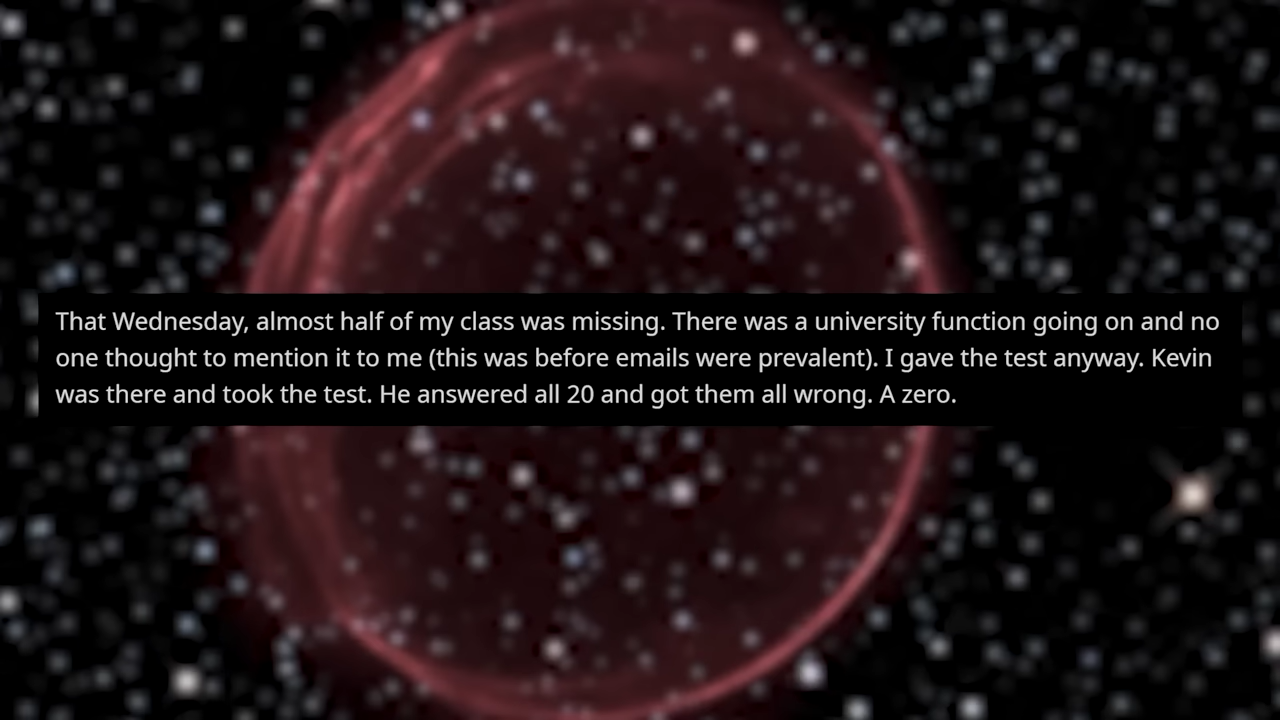 That Wednesday, almost half of my class was missing. There was a university function going on and no
one thought to mention it to me (this was before emails were prevalent). I gave the test anyway. Kevin
was there and took the test. He answered all 20 and got them all wrong. A zero.